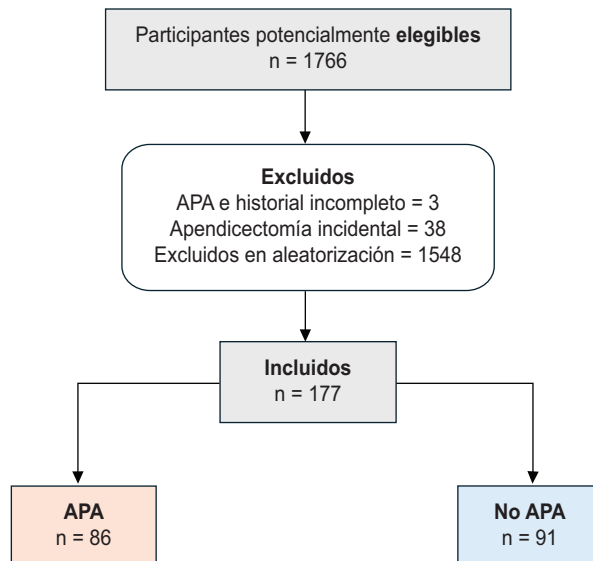 Participantes potencialmente elegibles
n = 1766
Excluidos
APA e historial incompleto = 3
Apendicectomía incidental = 38
Excluidos en aleatorización = 1548
Incluidos
n = 177
APA
n = 86
No APA
n = 91